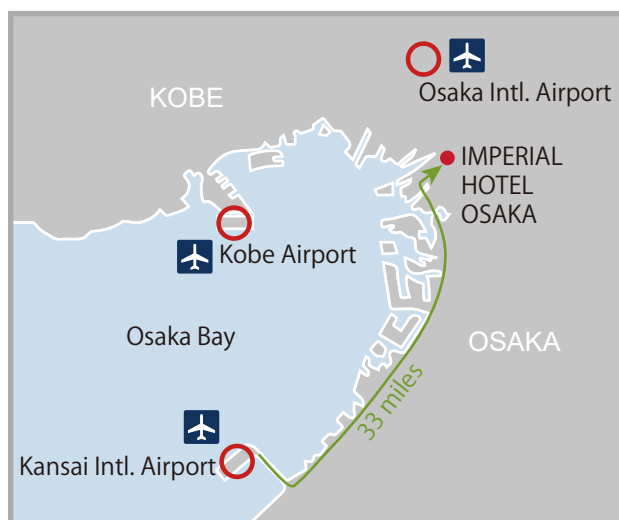 KOBE
Osaka Intl. Airport
IMPERIAL
HOTEL
OSAKA
Kobe Airport
Osaka Bay
OSAKA
33 miles
Kansai Intl. Airport